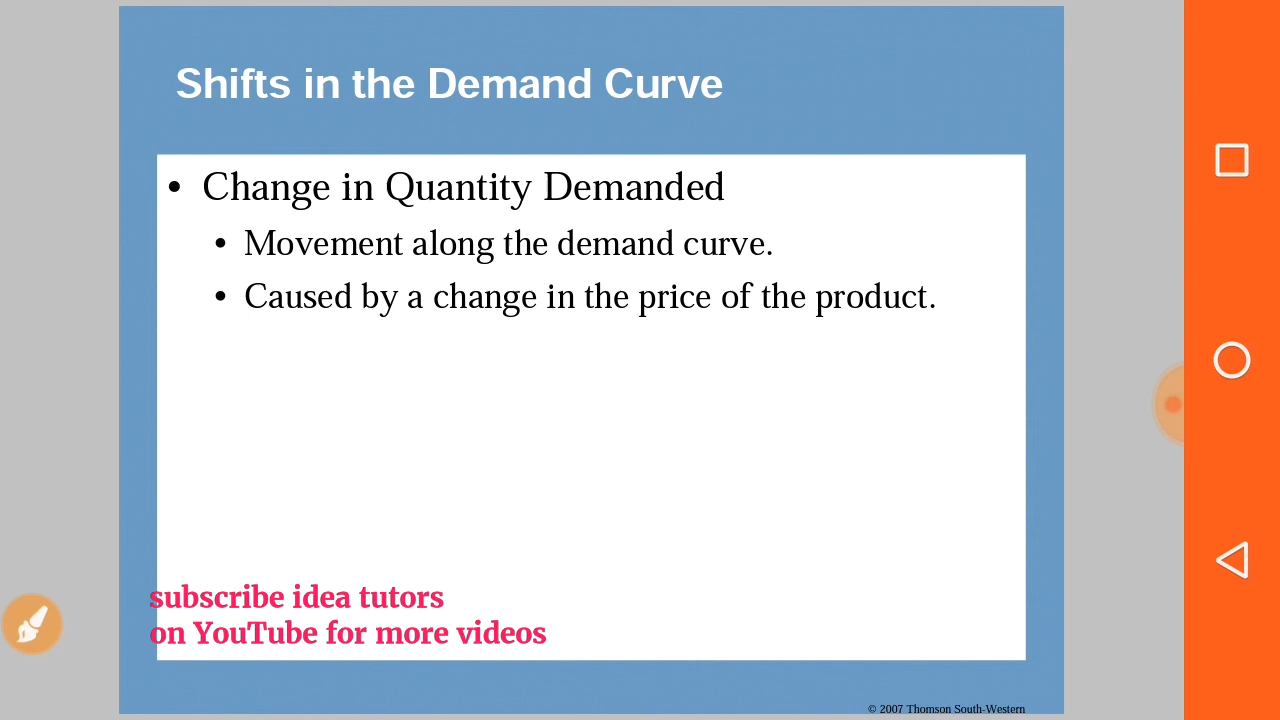 Shifts in the Demand Curve
• Change in Quantity Demanded
• Movement along the demand curve.
• Caused by a change in the price of the product.
subscribe idea tutors
on YouTube for more videos
© 2007 Thomson South-Western